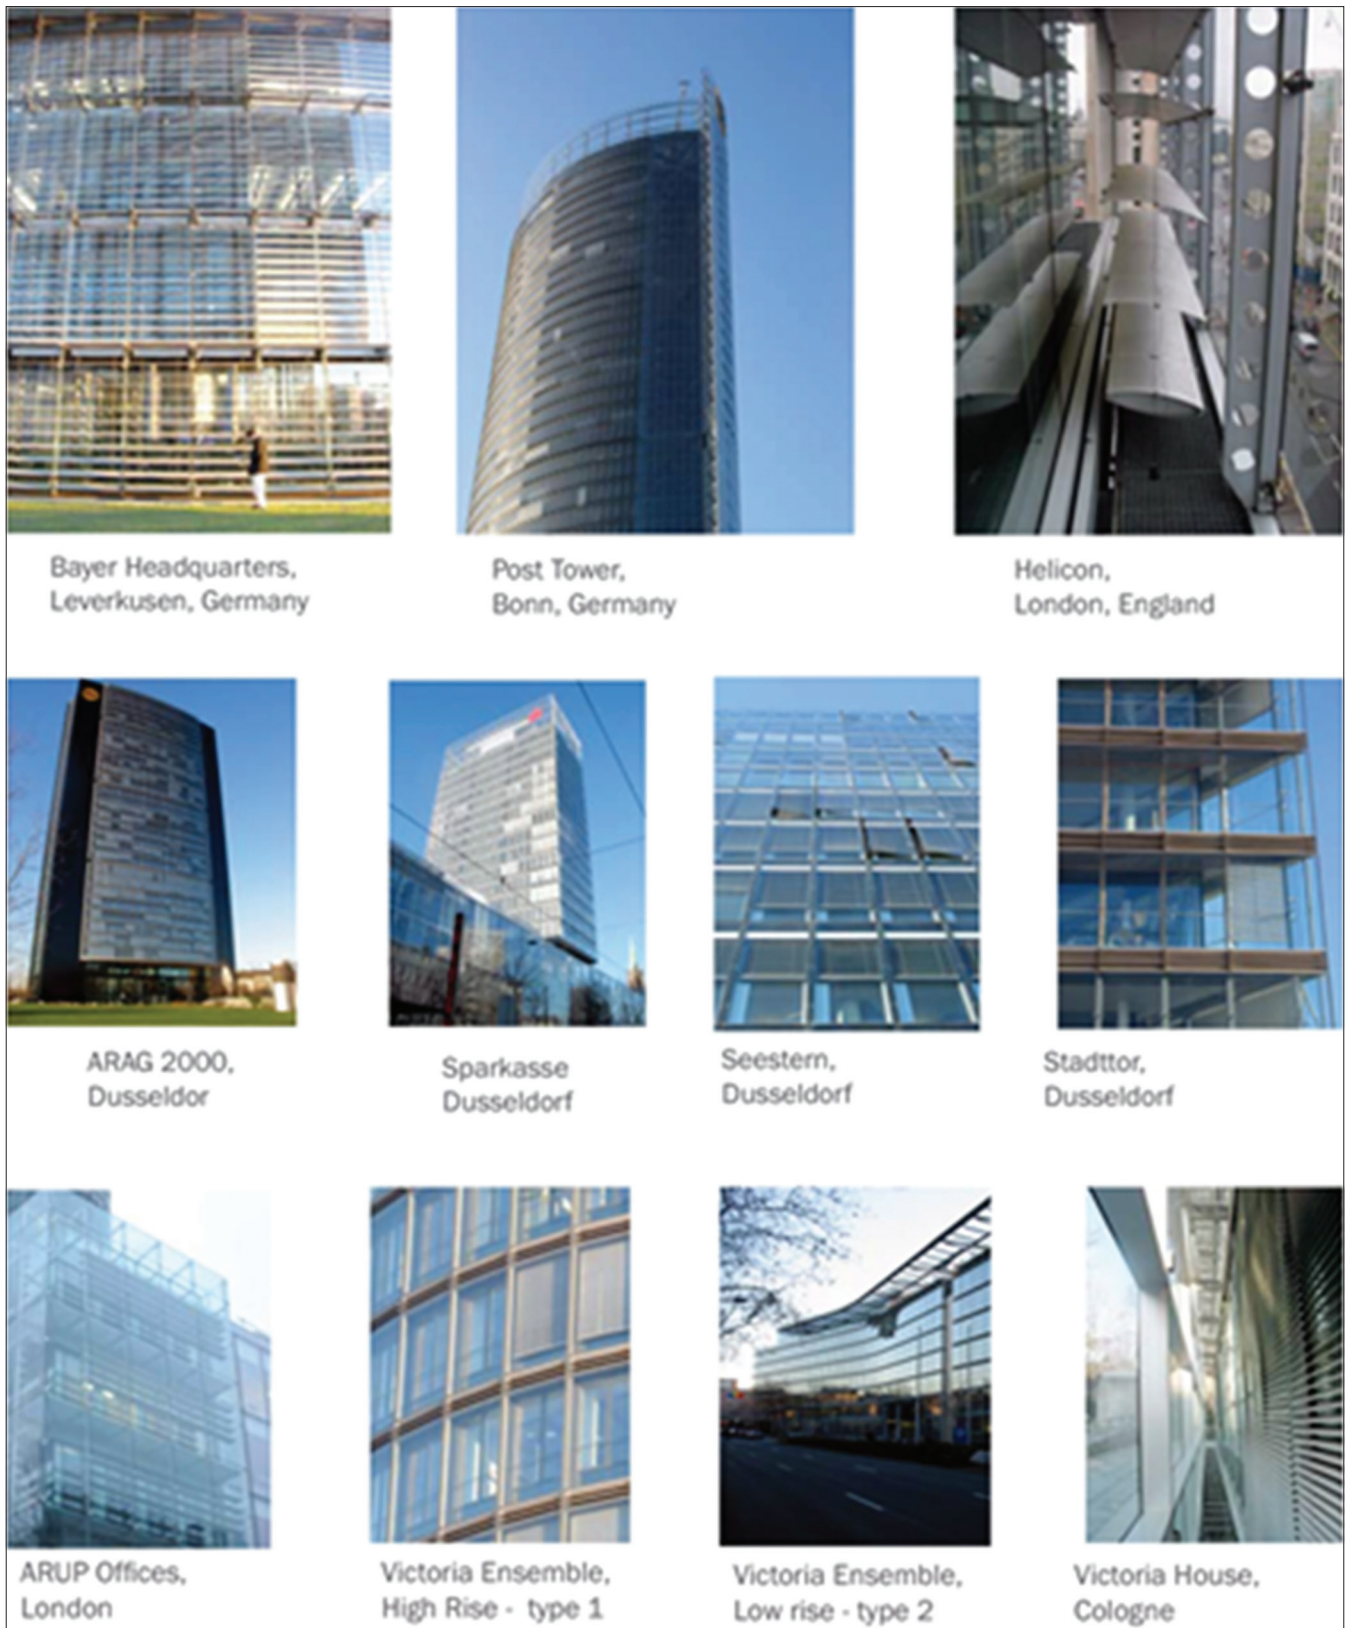 Bayer Headquarters,
Leverkusen, Germany
Post Tower,
Bonn, Germany
Helicon,
London, England
ARAG 2000,
Dusseldor
Sparkasse
Dusseldorf
Seestern,
Dusseldorf
Stadttor,
Dusseldorf
ARUP Offices,
London
Victoria Ensemble,
High Rise - type 1
Victoria Ensemble,
Low rise - type 2
Victoria House,
Cologne